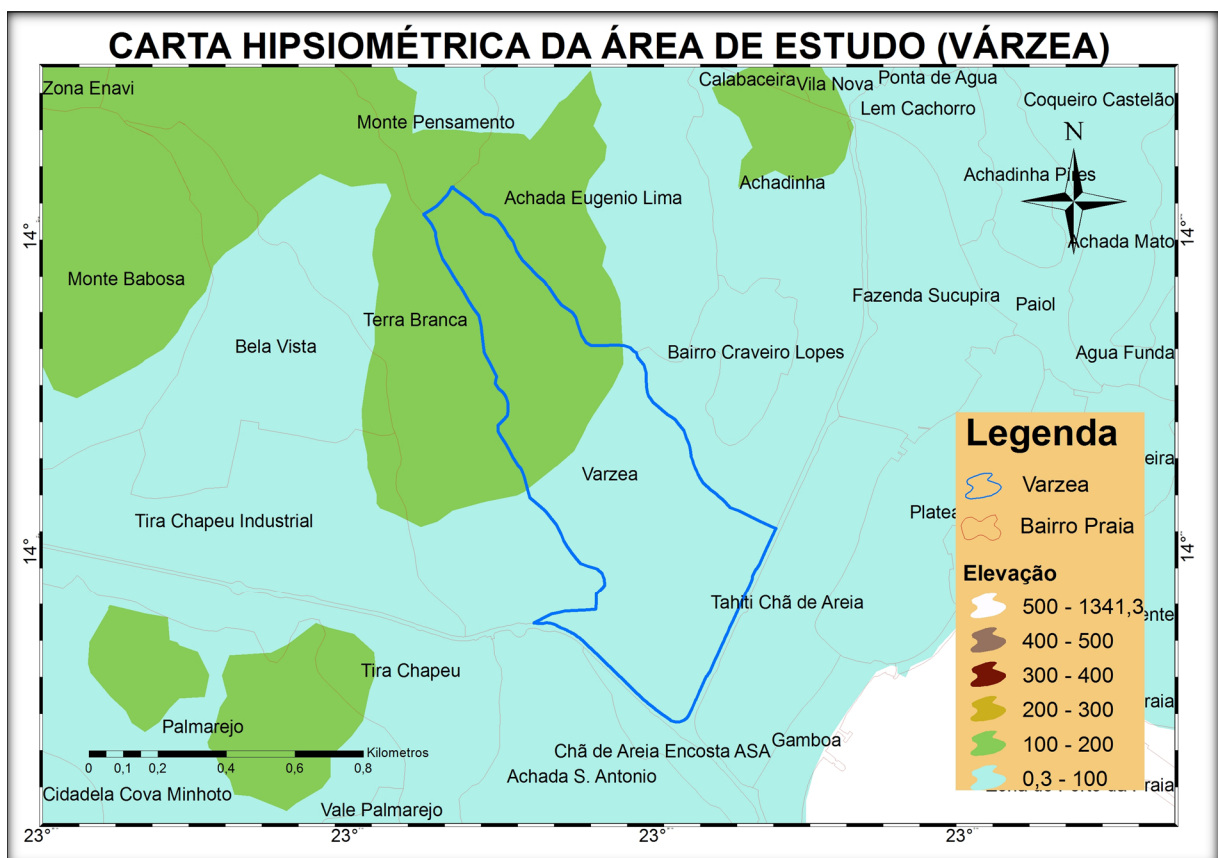 CARTA HIPSIOMÉTRICA DA ÁREA DE ESTUDO (VÁRZEA)
Zona Enavi
Calabaceira
Vila Nova
Ponta de Agua
Coqueiro Castelão
Lem Cachorro
Monte Pensamento
N
Achadinha Pires
Achadinha
Achada Eugenio Lima
Achada Mato
14°
14°
Monte Babosa
Fazenda Sucupira
Paiol
Terra Branca
Bela Vista
Bairro Craveiro Lopes
Agua Funda
Legenda
eira
Varzea
Varzea
Platea
Tira Chapeu Industrial
Bairro Praia
14°
14°
Elevação
Tahiti Chã de Areia
500 - 1341,3
ente
400 - 500
Tira Chapeu
300 - 400
raia
200 - 300
Palmarejo
Gamboa
100 - 200
Chã de Areia Encosta ASA
Kilometros
0 0,1 0,2 0,4 0,6 0,8
Achada S. Antonio
0,3 - 100
raia
Cidadela Cova Minhoto
Vale Palmarejo
23°
23°
23°
23°